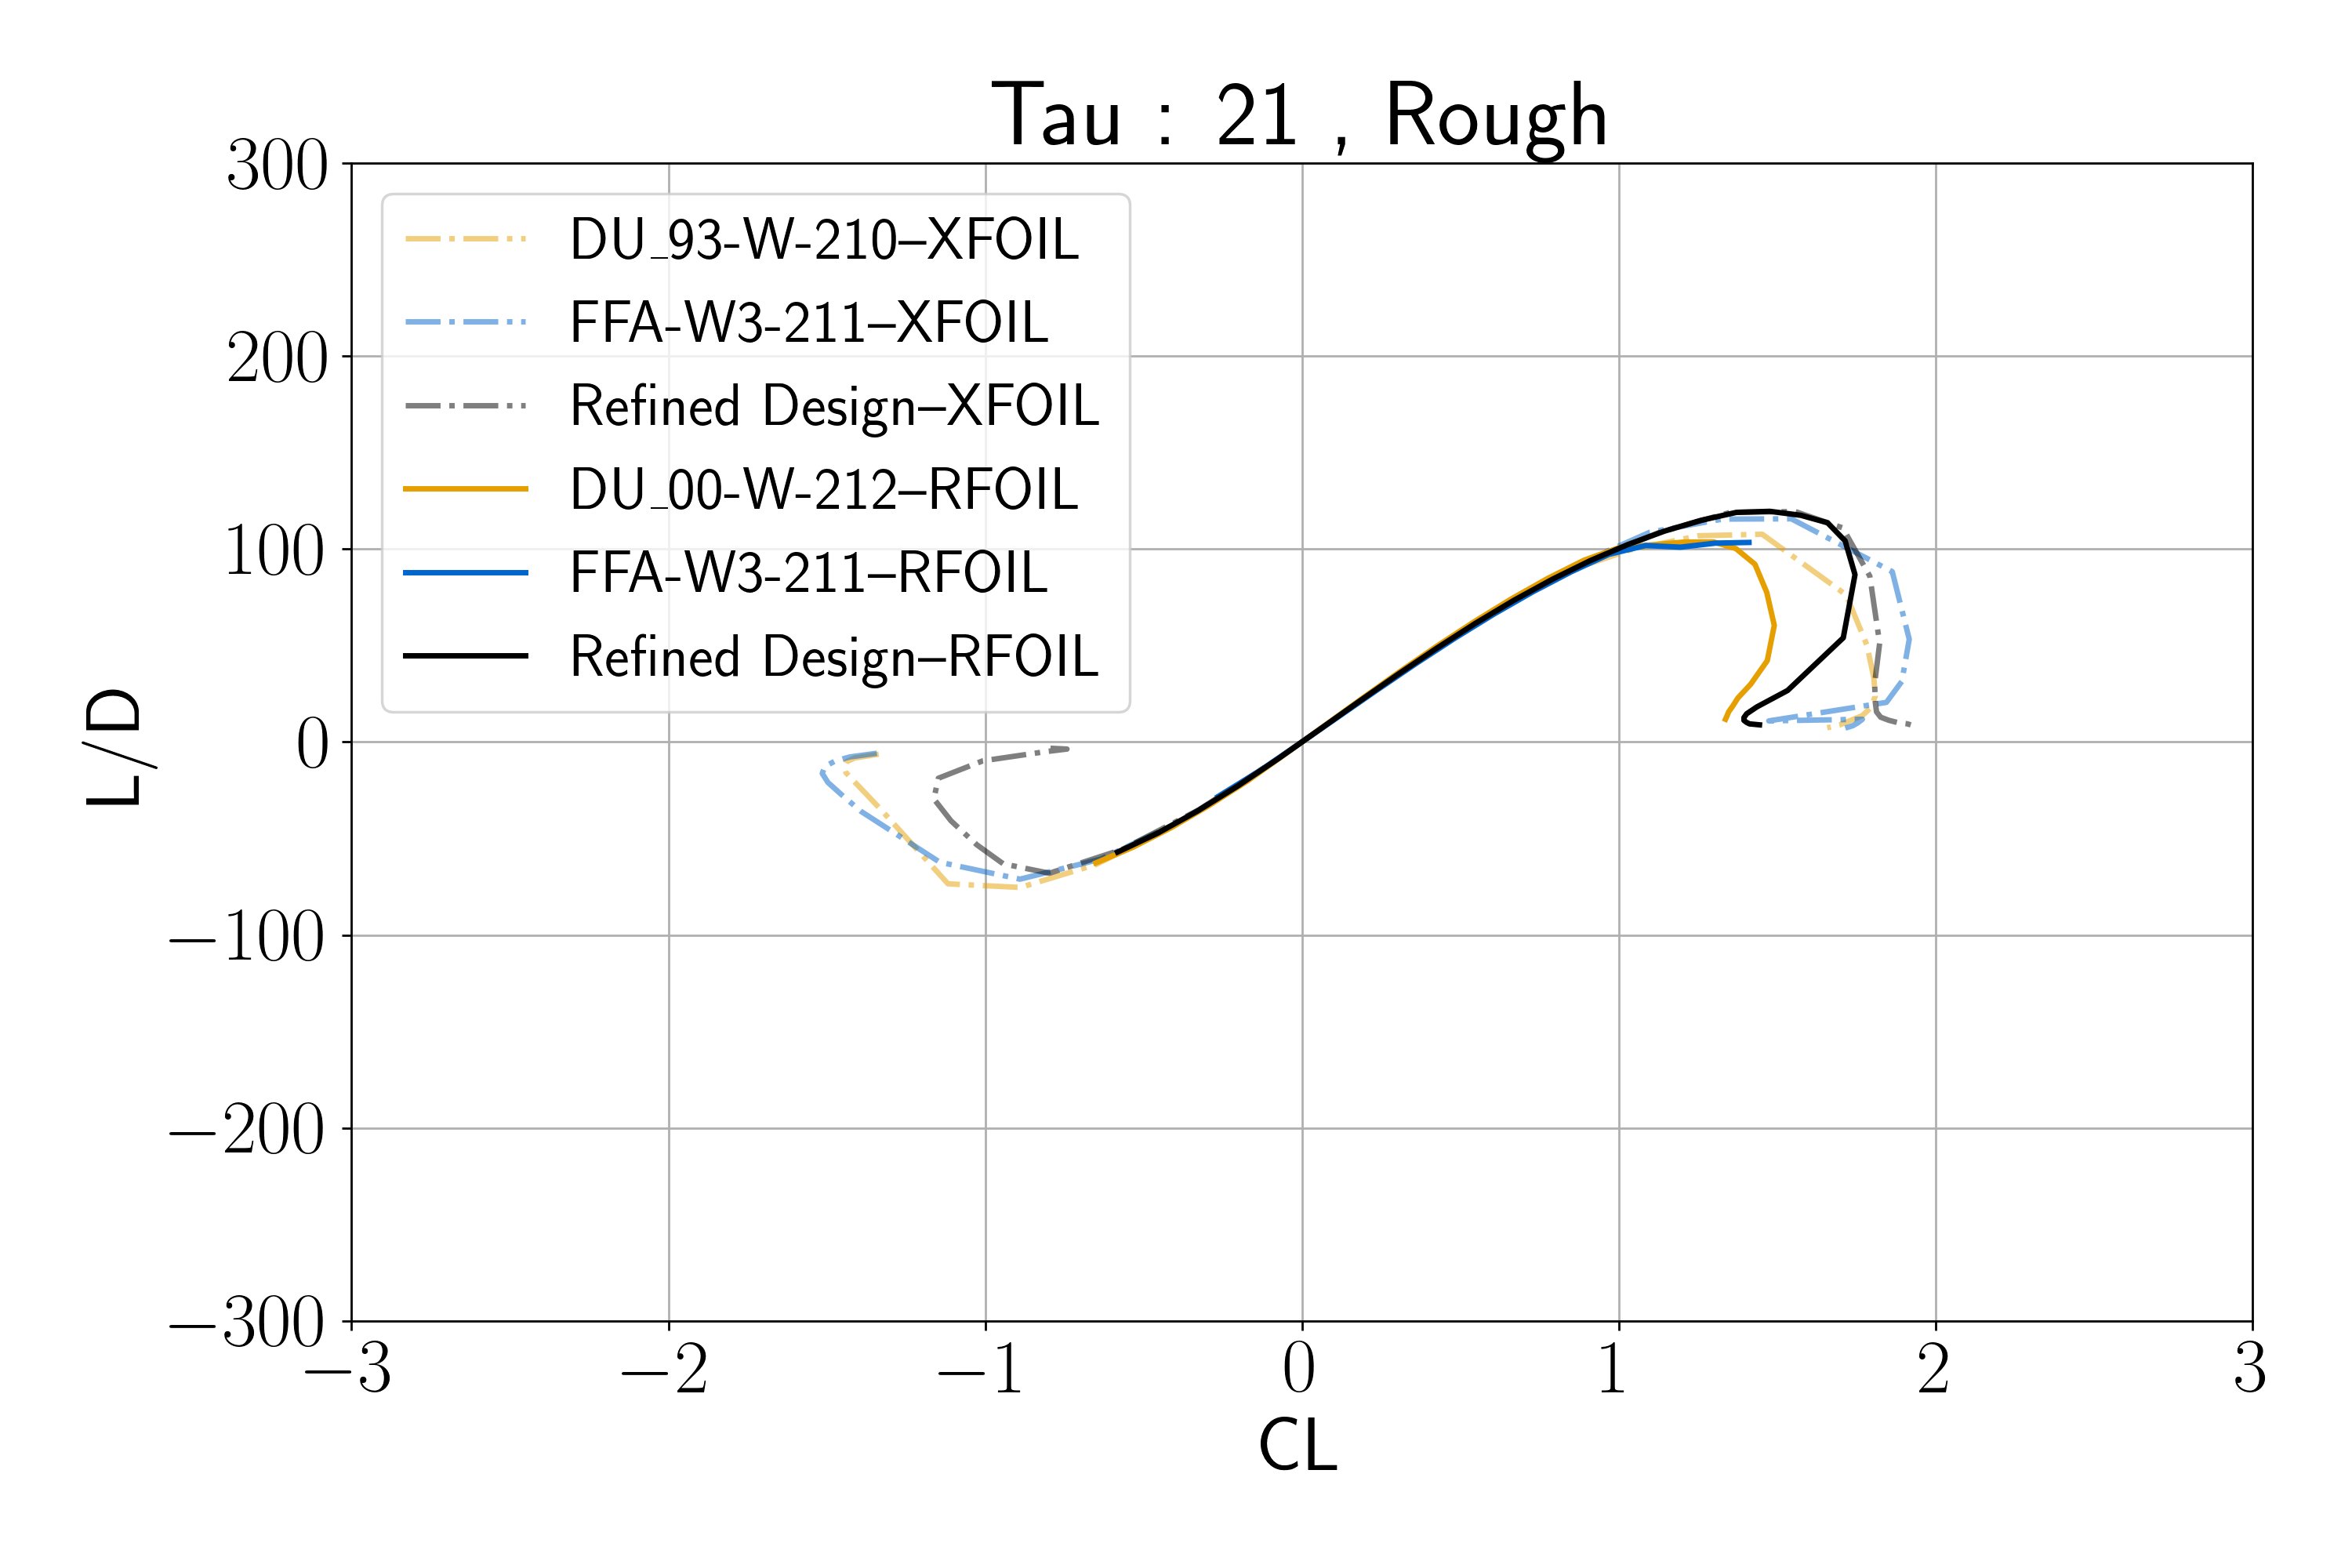 Tau : 21 , Rough
300
200
100
0
−100
−200
−300
L/D
DU_93-W-210–XFOIL
FFA-W3-211–XFOIL
Refined Design–XFOIL
DU_00-W-212–RFOIL
FFA-W3-211–RFOIL
Refined Design–RFOIL
−3 −2 −1 0 1 2 3
CL